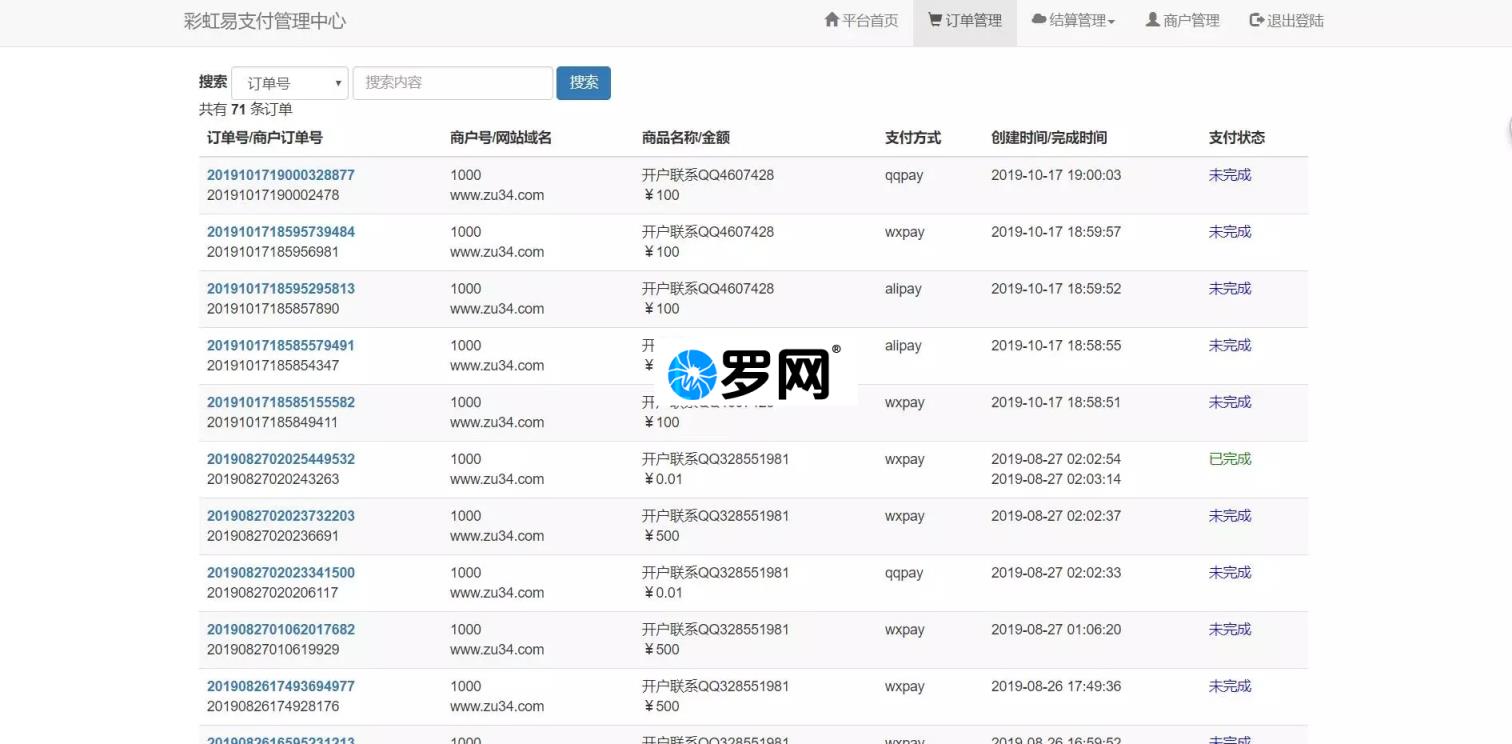 彩虹易支付管理中心 平台首页 订单管理 结算管理 商户管理 退出登陆
搜索 订单号 搜索内容 搜索
共有 71 条订单
订单号/商户订单号 商户号/网站域名 商品名称/金额 支付方式 创建时间/完成时间 支付状态
2019101719000328877 1000 开户联系QQ4607428 qqpay 2019-10-17 19:00:03 未完成
20191017190002478 www.zu34.com ¥100
2019101718595739484 1000 开户联系QQ4607428 wxpay 2019-10-17 18:59:57 未完成
20191017185956981 www.zu34.com ¥100
2019101718595295813 1000 开户联系QQ4607428 alipay 2019-10-17 18:59:52 未完成
20191017185857890 www.zu34.com ¥100
2019101718585579491 1000 开 alipay 2019-10-17 18:58:55 未完成
20191017185854347 www.zu34.com ¥
罗网®
2019101718585155582 1000 开户 wxpay 2019-10-17 18:58:51 未完成
20191017185849411 www.zu34.com ¥100
2019082702025449532 1000 开户联系QQ328551981 wxpay 2019-08-27 02:02:54 已完成
20190827020243263 www.zu34.com ¥0.01 2019-08-27 02:03:14
2019082702023732203 1000 开户联系QQ328551981 wxpay 2019-08-27 02:02:37 未完成
20190827020236691 www.zu34.com ¥500
2019082702023341500 1000 开户联系QQ328551981 qqpay 2019-08-27 02:02:33 未完成
20190827020206117 www.zu34.com ¥0.01
2019082701062017682 1000 开户联系QQ328551981 wxpay 2019-08-27 01:06:20 未完成
20190827010619929 www.zu34.com ¥500
2019082617493694977 1000 开户联系QQ328551981 wxpay 2019-08-26 17:49:36 未完成
20190826174928176 www.zu34.com ¥500
2019082616595231213 1000 开户联系QQ328551981 wxpay 2019-08-26 16:59:52 未完成